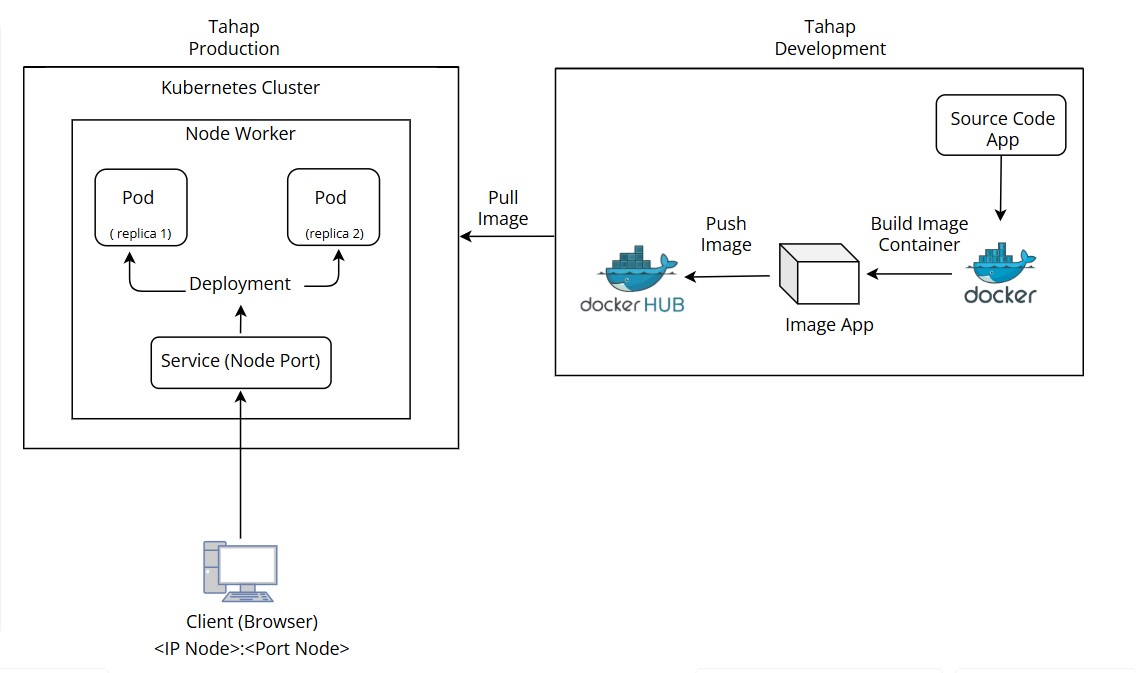 Tahap
Production
Kubernetes Cluster
Node Worker
Pod
( replica 1)
Pod
(replica 2)
Deployment
Service (Node Port)
Client (Browser)
<IP Node>:<Port Node>
Pull
Image
Tahap
Development
Source Code
App
Build Image
Container
docker
Image App
Push
Image
docker HUB